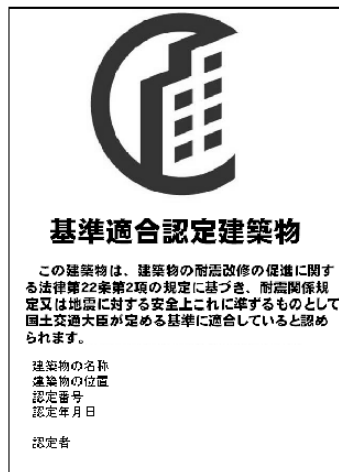 基準適合認定建築物
この建築物は、建築物の耐震改修の促進に関す
る法律第22条第2項の規定に基づき、耐震関係規
定又は地震に対する安全上これに準ずるものとして
国土交通大臣が定める基準に適合していると認め
られます。
建築物の名称
建築物の位置
認定番号
認定年月日
認定者